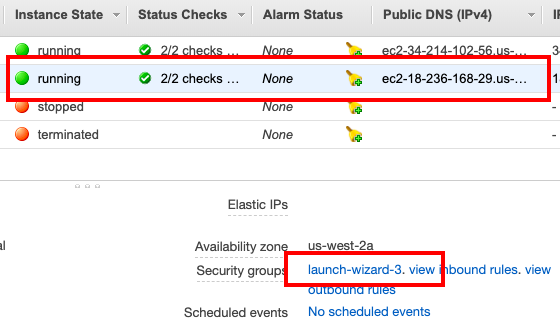 Instance State Status Checks Alarm Status Public DNS (IPv4)
running 2/2 checks ... None ec2-34-214-102-56.us-...
running 2/2 checks ... None ec2-18-236-168-29.us-...
stopped None -
terminated None -
Elastic IPs
Availability zone us-west-2a
Security groups launch-wizard-3. view inbound rules. view
outbound rules
Scheduled events No scheduled events